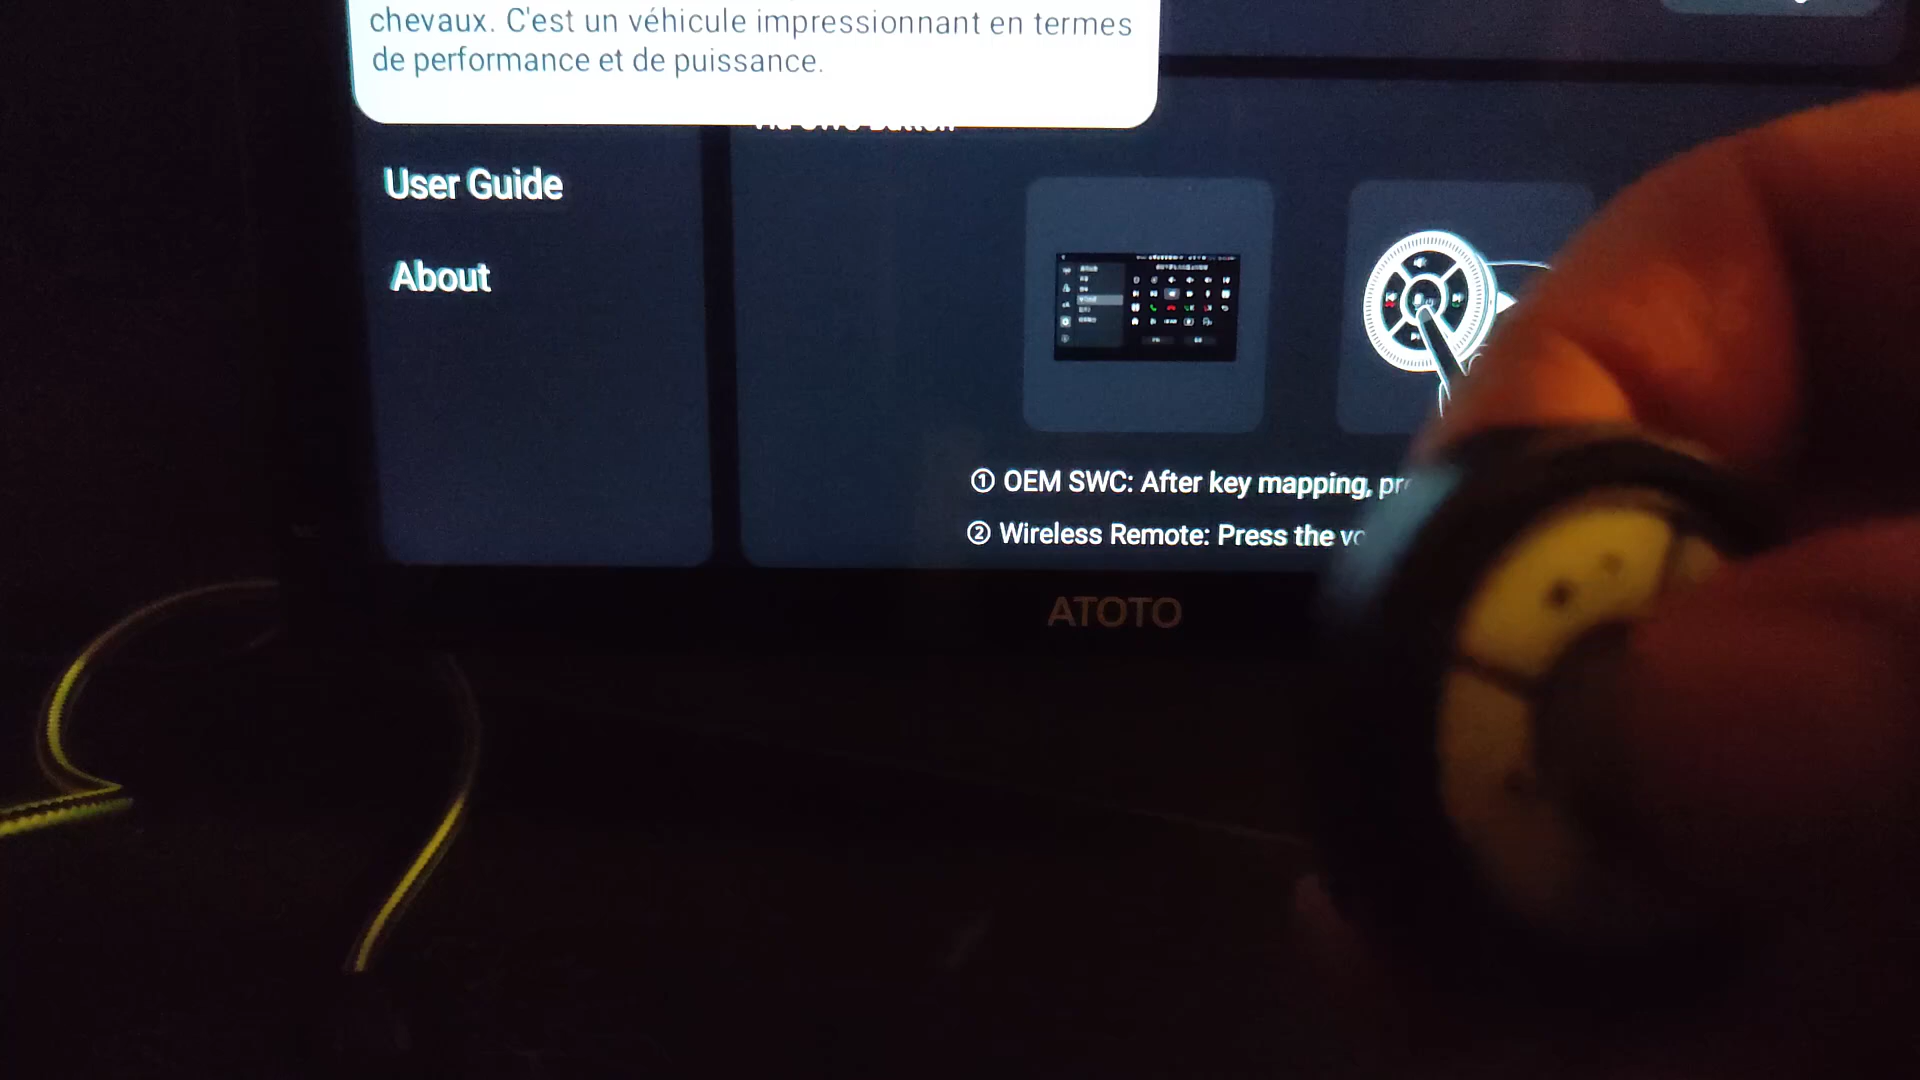 chevaux. C'est un véhicule impressionnant en termes
de performance et de puissance.
User Guide
About
① OEM SWC: After key mapping,
② Wireless Remote: Press the
ATOTO